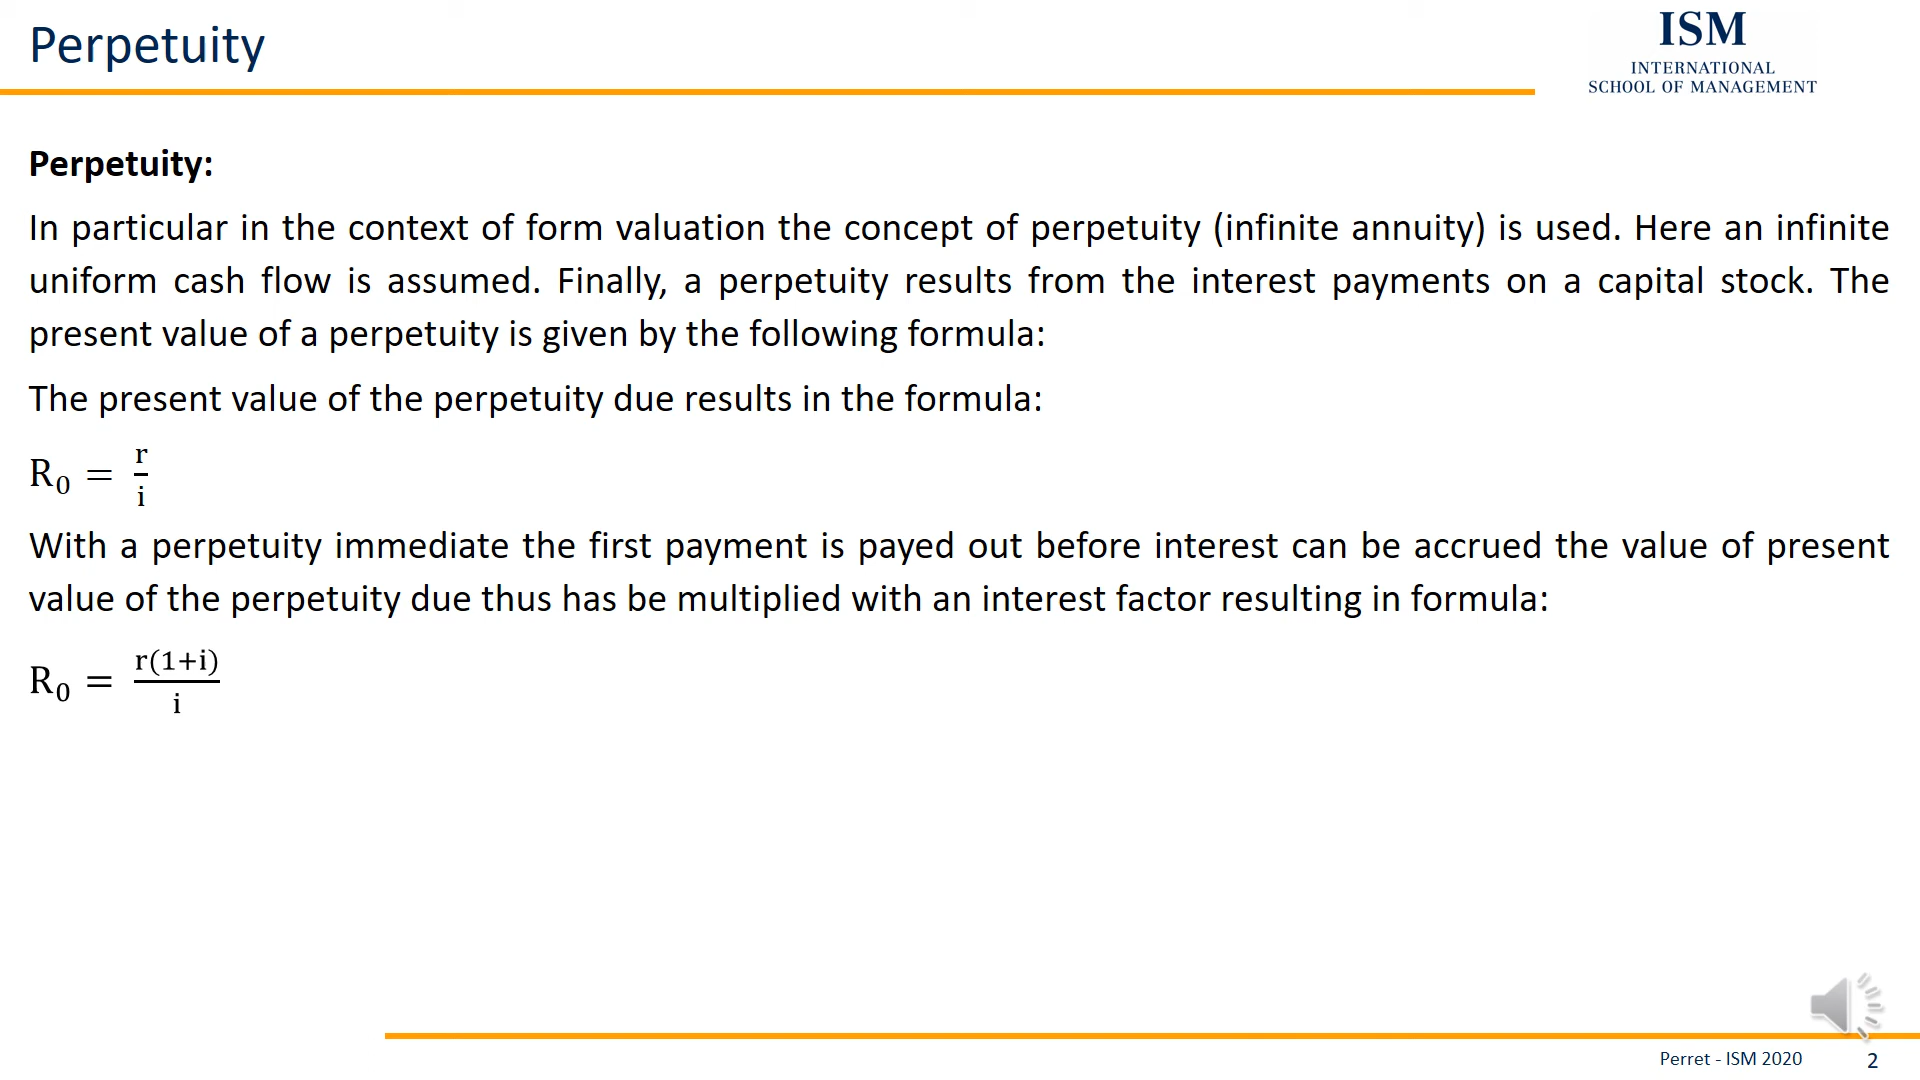 Perpetuity
ISM
INTERNATIONAL
SCHOOL OF MANAGEMENT
Perpetuity:
In particular in the context of form valuation the concept of perpetuity (infinite annuity) is used. Here an infinite
uniform cash flow is assumed. Finally, a perpetuity results from the interest payments on a capital stock. The
present value of a perpetuity is given by the following formula:
The present value of the perpetuity due results in the formula:
R₀ = r/i
With a perpetuity immediate the first payment is payed out before interest can be accrued the value of present
value of the perpetuity due thus has be multiplied with an interest factor resulting in formula:
R₀ = r(1+i)/i
Perret - ISM 2020 2